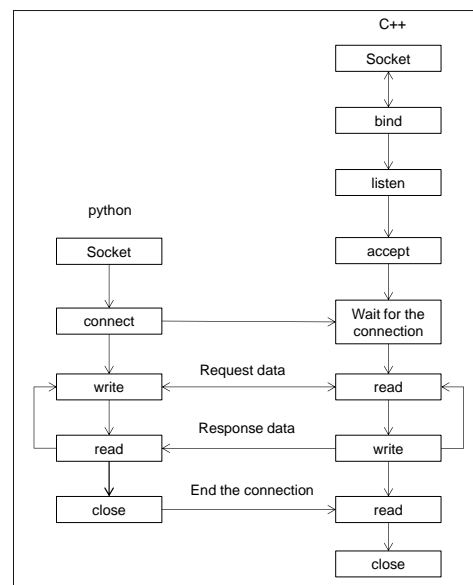 C++
Socket
bind
listen
python
accept
Socket
Wait for the
connection
connect
Request data
write
read
Response data
read
write
End the connection
close
read
close